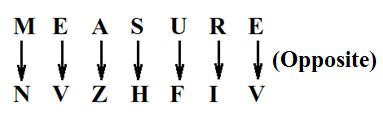 M E A S U R E
(Opposite)
N V Z H F I V